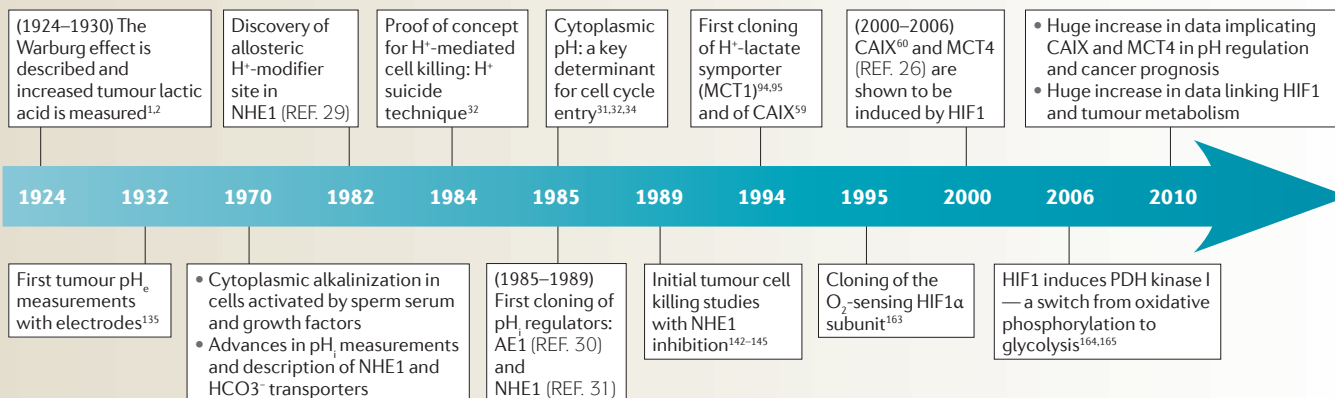 (1924–1930) The
Warburg effect is
described and
increased tumour lactic
acid is measured¹,²
Discovery of
allosteric
H⁺-modifier
site in
NHE1 (REF. 29)
Proof of concept
for H⁺-mediated
cell killing: H⁺
suicide
technique³²
Cytoplasmic
pH: a key
determinant
for cell cycle
entry³¹,³²,³⁴
First cloning
of H⁺-lactate
symporter
(MCT1)⁹⁴,⁹⁵
and of CAIX⁵⁹
(2000–2006)
CAIX⁶⁰ and MCT4
(REF. 26) are
shown to be
induced by HIF1
• Huge increase in data implicating
CAIX and MCT4 in pH regulation
and cancer prognosis
• Huge increase in data linking HIF1
and tumour metabolism
1924 1932 1970 1982 1984 1985 1989 1994 1995 2000 2006 2010
First tumour pHₑ
measurements
with electrodes¹³⁵
• Cytoplasmic alkalinization in
cells activated by sperm serum
and growth factors
• Advances in pHᵢ measurements
and description of NHE1 and
HCO3⁻ transporters
(1985–1989)
First cloning of
pHᵢ regulators:
AE1 (REF. 30)
and
NHE1 (REF. 31)
Initial tumour cell
killing studies
with NHE1
inhibition¹⁴²⁻¹⁴⁵
Cloning of the
O₂-sensing HIF1α
subunit¹⁶³
HIF1 induces PDH kinase I
— a switch from oxidative
phosphorylation to
glycolysis¹⁶⁴,¹⁶⁵